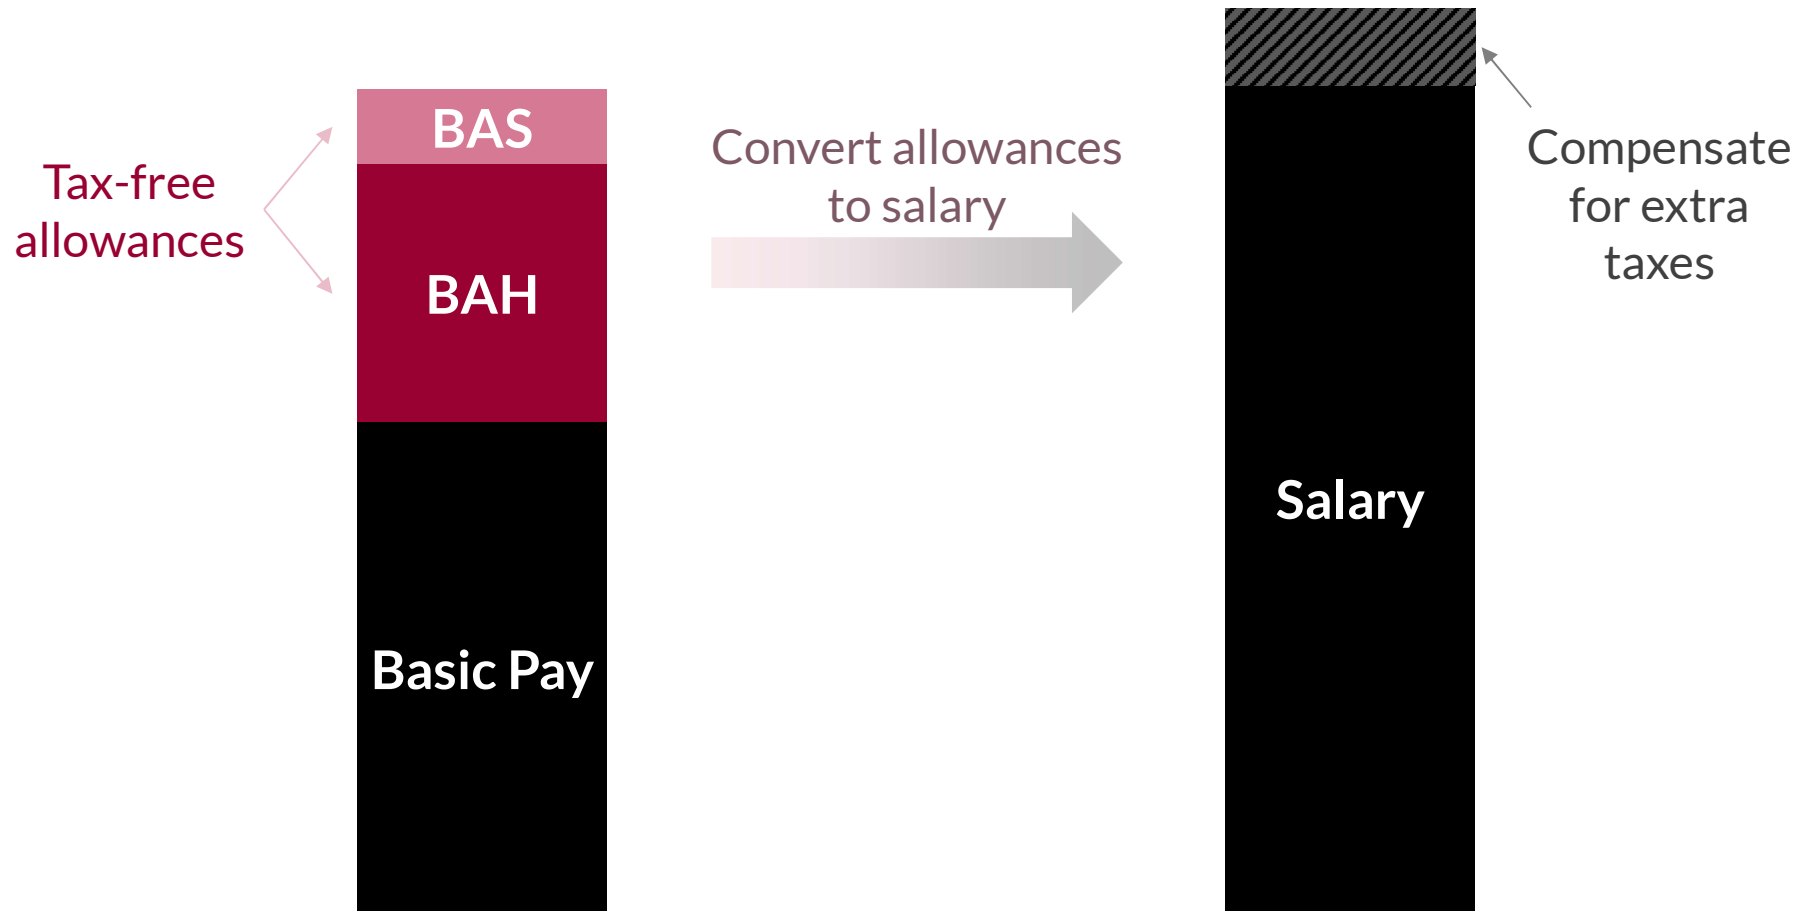 Tax-free
allowances
BAS
BAH
Basic Pay
Convert allowances
to salary
Salary
Compensate
for extra
taxes